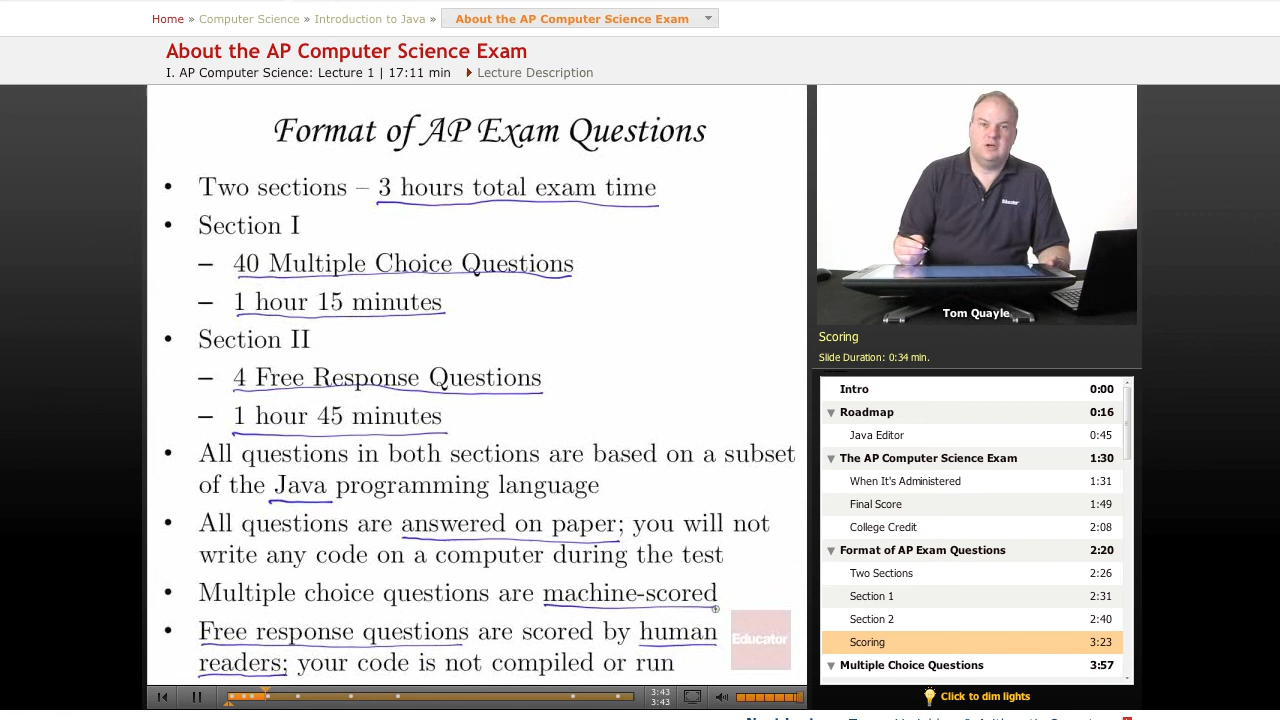 Home » Computer Science » Introduction to Java » About the AP Computer Science Exam
About the AP Computer Science Exam
I. AP Computer Science: Lecture 1 | 17:11 min Lecture Description
Format of AP Exam Questions
• Two sections – 3 hours total exam time
• Section I
– 40 Multiple Choice Questions
– 1 hour 15 minutes
• Section II
– 4 Free Response Questions
– 1 hour 45 minutes
• All questions in both sections are based on a subset
of the Java programming language
• All questions are answered on paper; you will not
write any code on a computer during the test
• Multiple choice questions are machine-scored
• Free response questions are scored by human
readers; your code is not compiled or run
Educator
3:43
3:43
Educator
Tom Quayle
Scoring
Slide Duration: 0:34 min.
Intro 0:00
Roadmap 0:16
Java Editor 0:45
The AP Computer Science Exam 1:30
When It's Administered 1:31
Final Score 1:49
College Credit 2:08
Format of AP Exam Questions 2:20
Two Sections 2:26
Section 1 2:31
Section 2 2:40
Scoring 3:23
Multiple Choice Questions 3:57
Click to dim lights